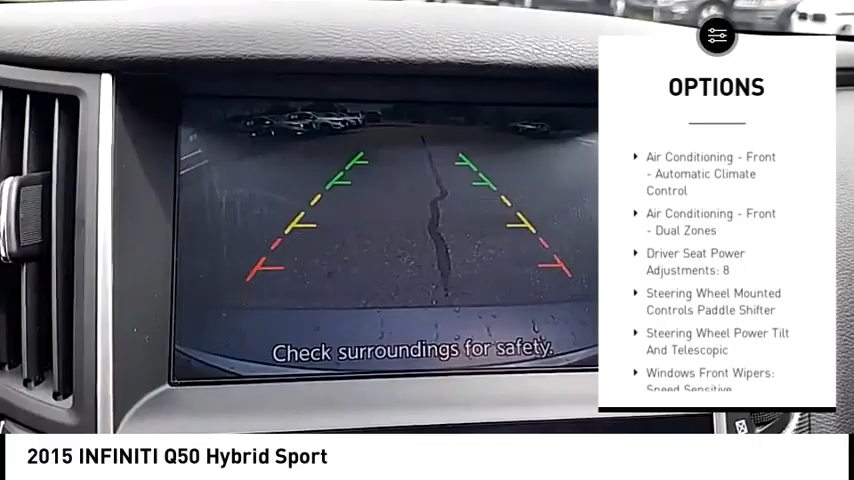 OPTIONS
Air Conditioning - Front
- Automatic Climate
Control
Air Conditioning - Front
- Dual Zones
Driver Seat Power
Adjustments: 8
Steering Wheel Mounted
Controls Paddle Shifter
Steering Wheel Power Tilt
And Telescopic
Windows Front Wipers:
Speed Sensitive
Check surroundings for safety.
2015 INFINITI Q50 Hybrid Sport